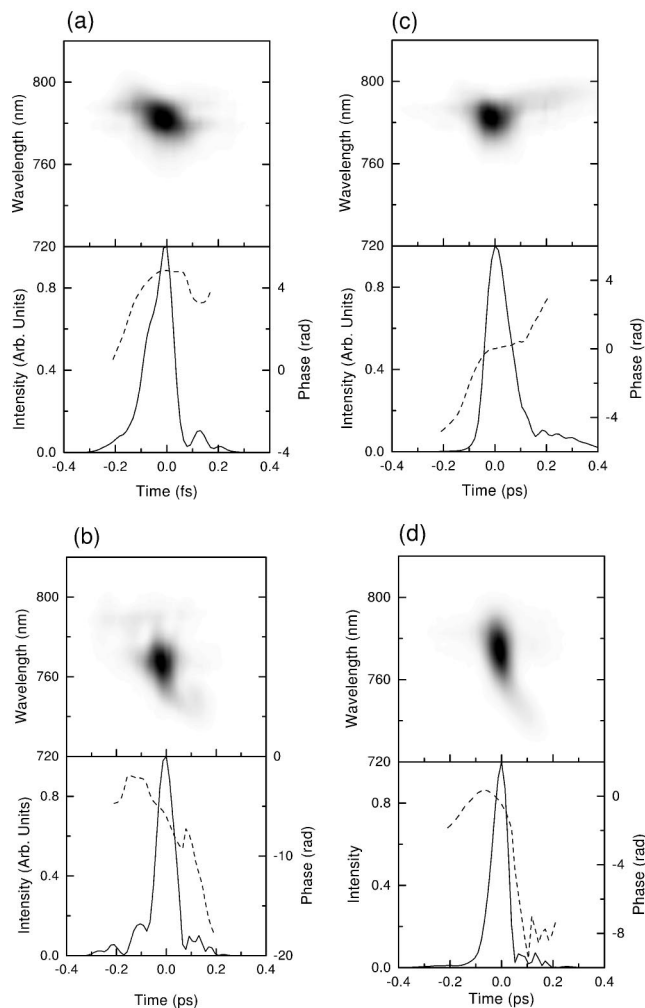 (a)
800
760
720
Wavelength (nm)
0.8
0.4
0.0
Intensity (Arb. Units)
4
0
-4
Phase (rad)
-0.4 -0.2 0.0 0.2 0.4
Time (fs)
(c)
800
760
720
Wavelength (nm)
0.8
0.4
0.0
Intensity (Arb. Units)
4
0
-4
Phase (rad)
-0.4 -0.2 0.0 0.2 0.4
Time (ps)
(b)
800
760
720
Wavelength (nm)
0.8
0.4
0.0
Intensity (Arb. Units)
0
-10
-20
Phase (rad)
-0.4 -0.2 0.0 0.2 0.4
Time (ps)
(d)
800
760
720
Wavelength (nm)
0.8
0.4
0.0
Intensity
0
-4
-8
Phase (rad)
-0.4 -0.2 0.0 0.2 0.4
Time (ps)